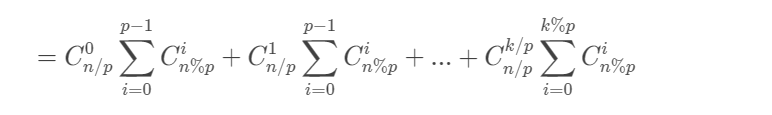 $= C_{n/p}^{0} \sum_{i=0}^{p-1} C_{n\%p}^{i} + C_{n/p}^{1} \sum_{i=0}^{p-1} C_{n\%p}^{i} + ... + C_{n/p}^{k/p} \sum_{i=0}^{k\%p} C_{n\%p}^{i}$